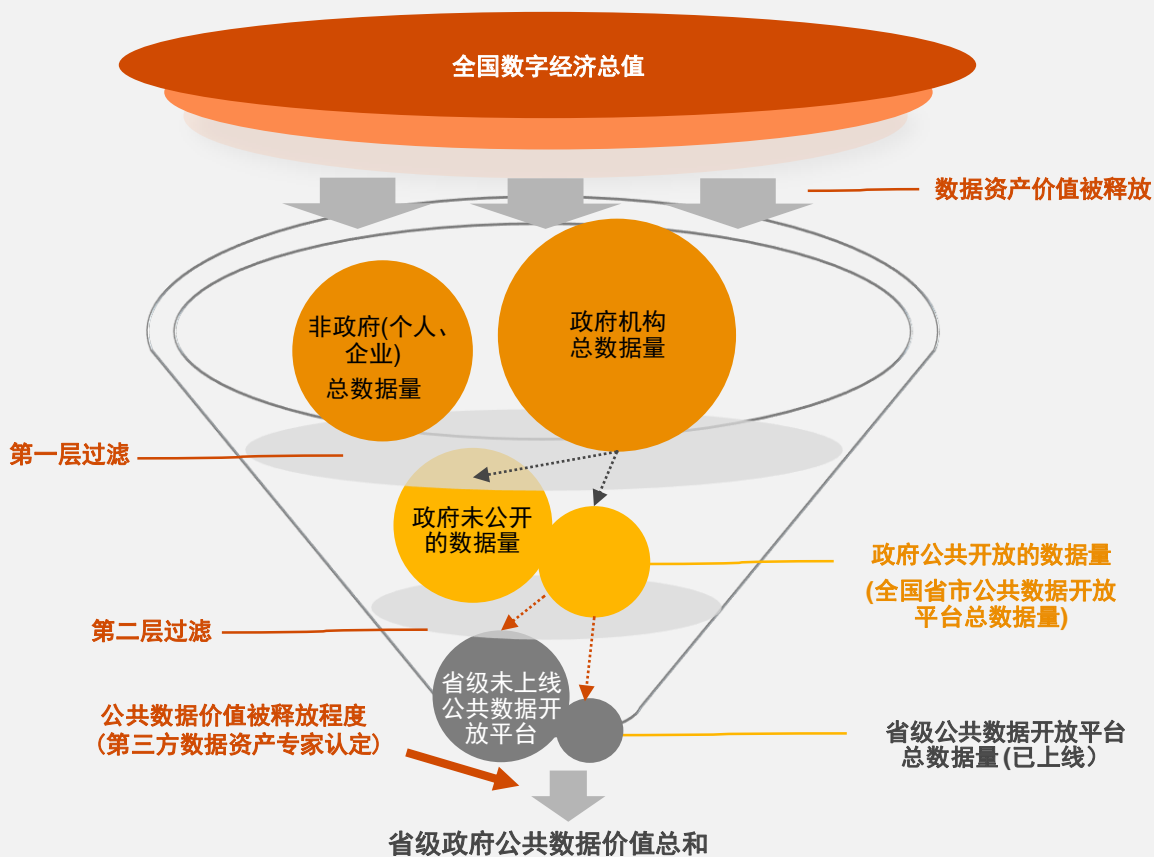 全国数字经济总值
数据资产价值被释放
非政府(个人、
企业)
总数据量
政府机构
总数据量
第一层过滤
政府未公开
的数据量
政府公共开放的数据量
(全国省市公共数据开放
平台总数据量)
第二层过滤
省级未上线
公共数据开
放平台
公共数据价值被释放程度
（第三方数据资产专家认定）
省级公共数据开放平台
总数据量(已上线）
省级政府公共数据价值总和